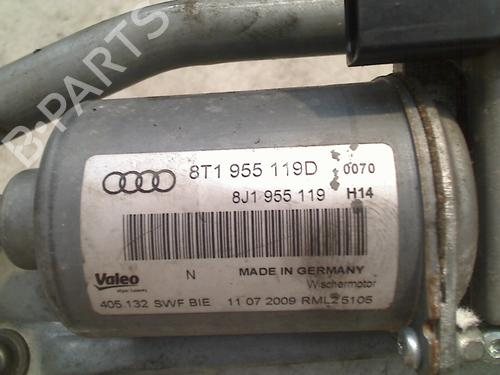 B-PARTS
8T1 955 119D 0070
8J1 955 119 H14
Valeo N MADE IN GERMANY
Wischermotor
405.132 SWF BIE 11 07 2009 RML25105